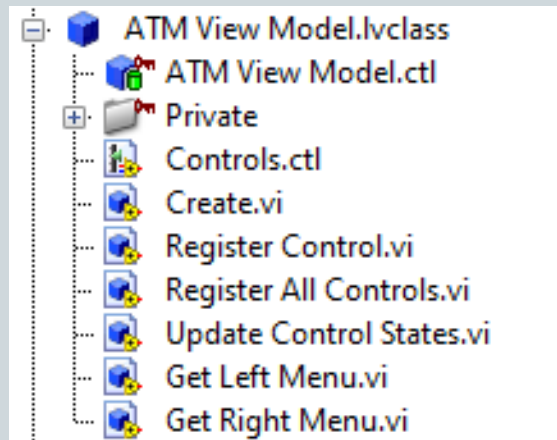 ATM View Model.lvclass
ATM View Model.ctl
Private
Controls.ctl
Create.vi
Register Control.vi
Register All Controls.vi
Update Control States.vi
Get Left Menu.vi
Get Right Menu.vi